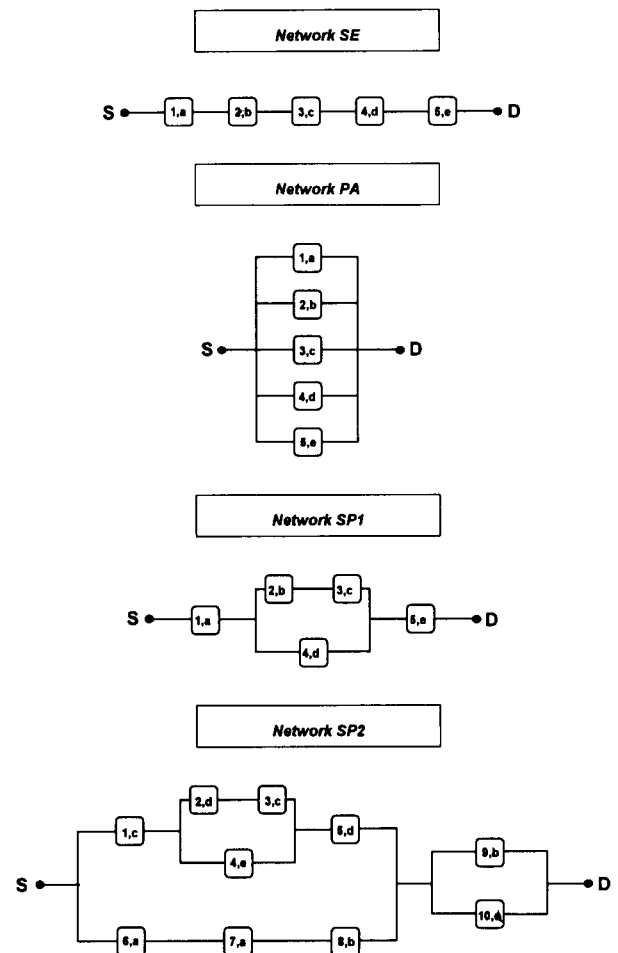 Network SE
S 1,a 2,b 3,c 4,d 5,e D
Network PA
1,a
2,b
S 3,c D
4,d
5,e
Network SP1
2,b 3,c
S 1,a 5,e D
4,d
Network SP2
2,d 3,c
1,c 5,d
4,e 9,b
S D
10,
6,a 7,a 8,b